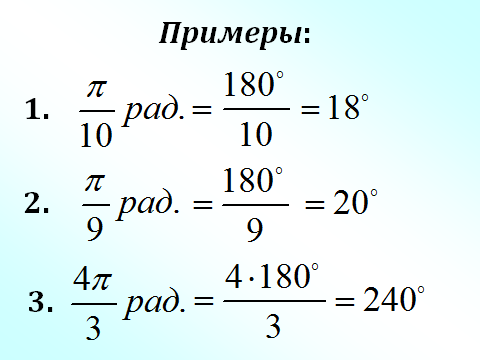 Примеры:
1. π/10 рад. = 180°/10 = 18°
2. π/9 рад. = 180°/9 = 20°
3. 4π/3 рад. = 4·180°/3 = 240°